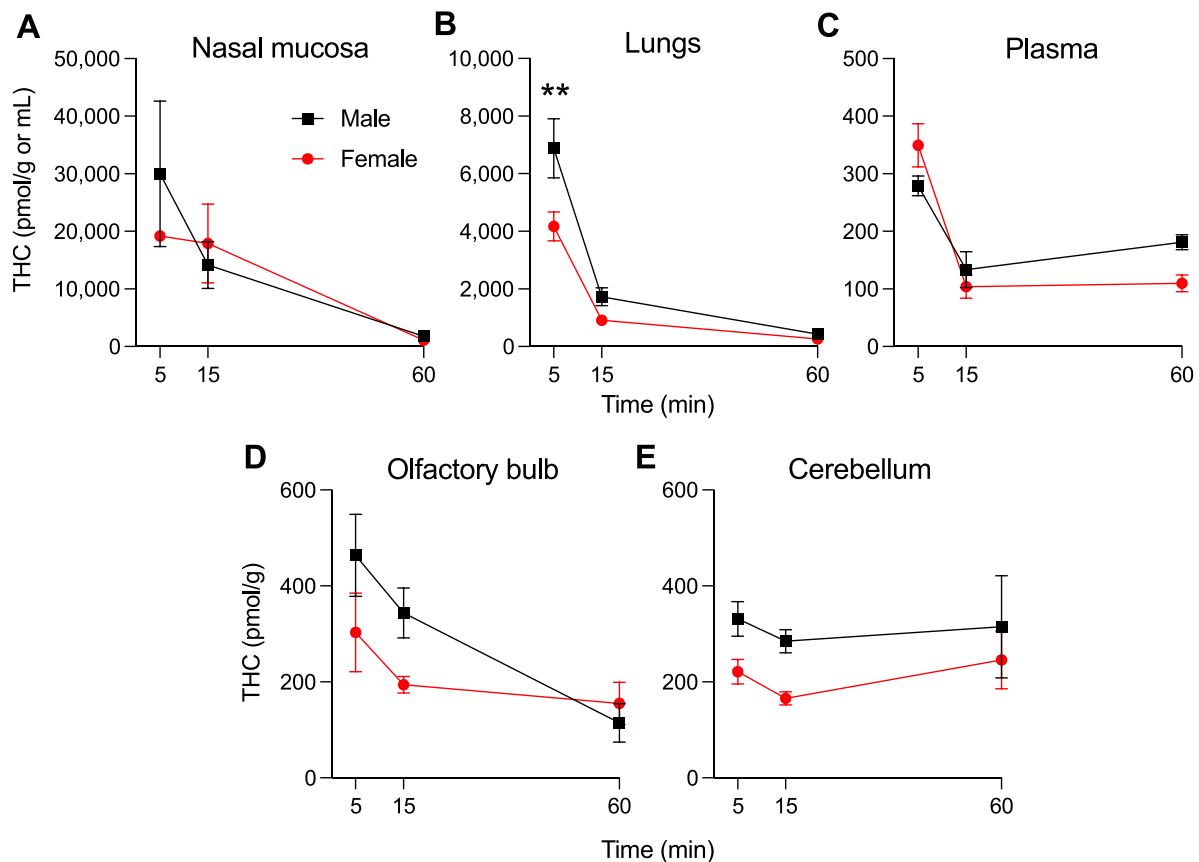 A Nasal mucosa
B Lungs
C Plasma
THC (pmol/g or mL)
50,000
40,000
30,000
20,000
10,000
0
5 15 60
Male
Female
10,000
8,000
6,000
4,000
2,000
0
**
5 15 60
Time (min)
500
400
300
200
100
0
5 15 60
D Olfactory bulb
E Cerebellum
THC (pmol/g)
600
400
200
0
5 15 60
600
400
200
0
5 15 60
Time (min)